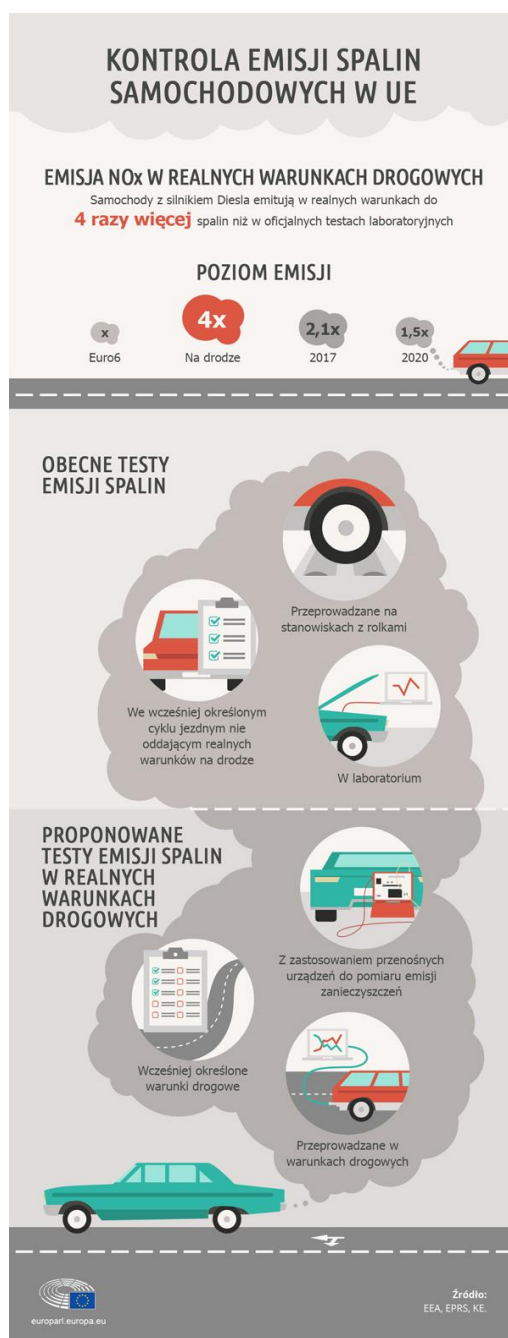 KONTROLA EMISJI SPALIN
SAMOCHODOWYCH W UE
EMISJA NOx W REALNYCH WARUNKACH DROGOWYCH
Samochody z silnikiem Diesla emitują w realnych warunkach do
4 razy więcej spalin niż w oficjalnych testach laboratoryjnych
POZIOM EMISJI
x
4x
2,1x
1,5x
Euro6
Na drodze
2017
2020
OBECNE TESTY
EMISJI SPALIN
Przeprowadzane na
stanowiskach z rolkami
We wcześniej określonym
cyklu jezdnym nie
oddającym realnych
warunków na drodze
W laboratorium
PROPONOWANE
TESTY EMISJI SPALIN
W REALNYCH
WARUNKACH
DROGOWYCH
Z zastosowaniem przenośnych
urządzeń do pomiaru emisji
zanieczyszczeń
Wcześniej określone
warunki drogowe
Przeprowadzane w
warunkach drogowych
europarl.europa.eu
Źródło:
EEA, EPRS, KE.